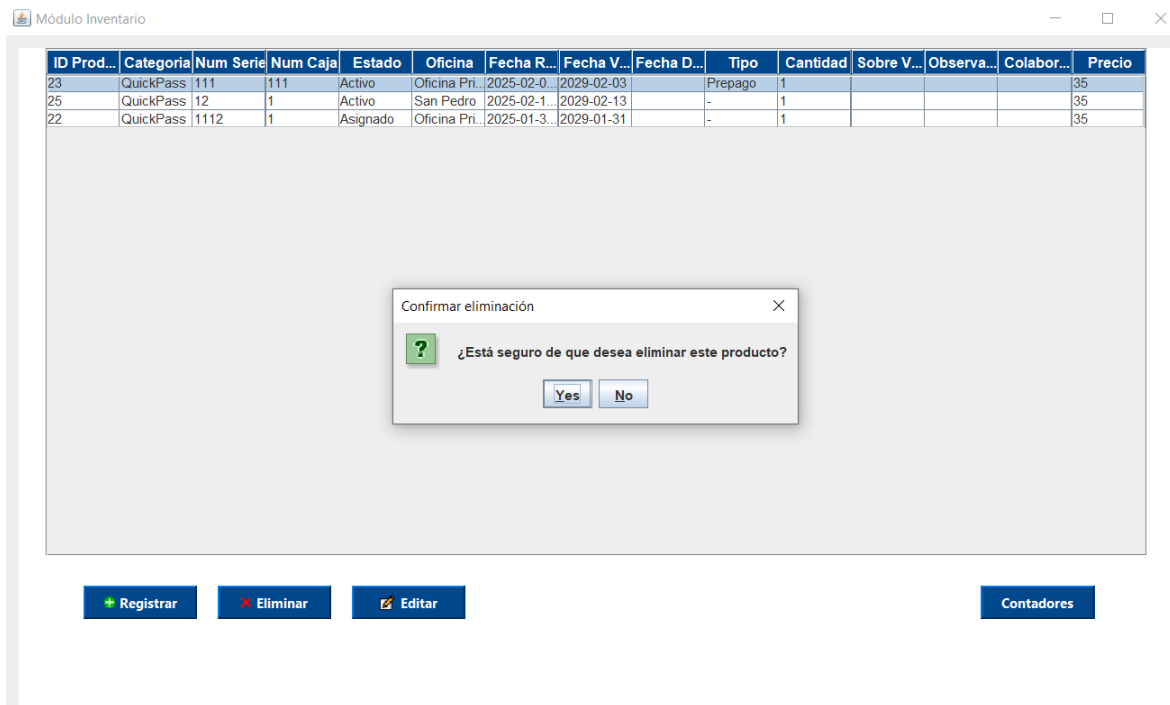 Módulo Inventario
ID Prod... Categoria Num Serie Num Caja Estado Oficina Fecha R... Fecha V... Fecha D... Tipo Cantidad Sobre V... Observa... Colabor... Precio
23 QuickPass 111 111 Activo Oficina Pri... 2025-02-0... 2029-02-03 Prepago 1 35
25 QuickPass 12 1 Activo San Pedro 2025-02-1... 2029-02-13 - 1 35
22 QuickPass 1112 1 Asignado Oficina Pri... 2025-01-3... 2029-01-31 - 1 35
Confirmar eliminación
¿Está seguro de que desea eliminar este producto?
Yes No
Registrar Eliminar Editar Contadores